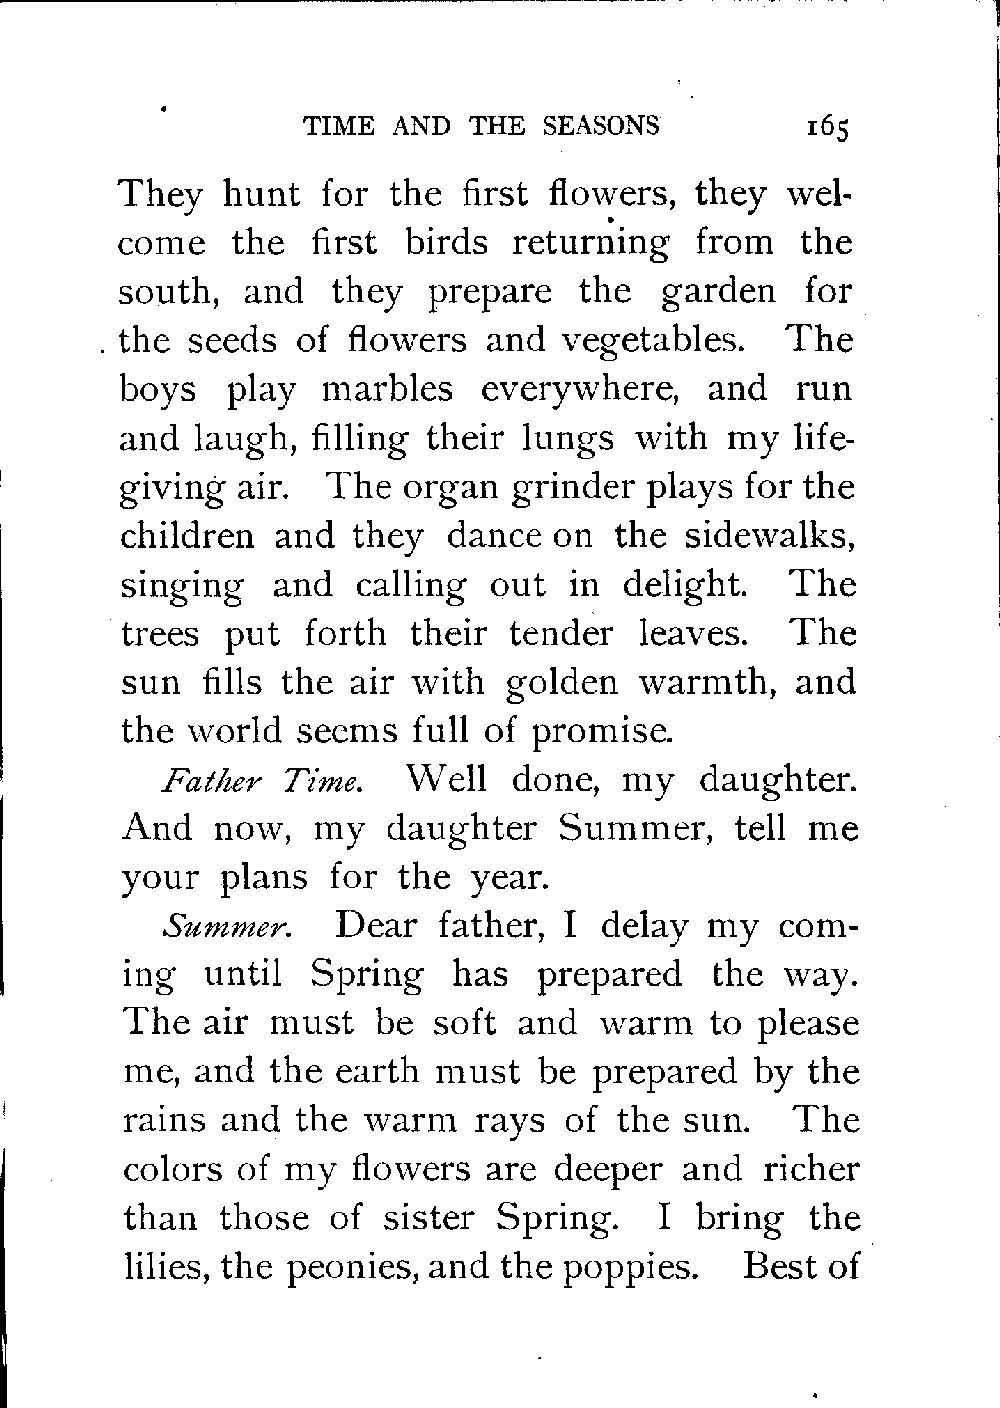 TIME AND THE SEASONS 165
They hunt for the first flowers, they wel-
come the first birds returning from the
south, and they prepare the garden for
the seeds of flowers and vegetables. The
boys play marbles everywhere, and run
and laugh, filling their lungs with my life-
giving air. The organ grinder plays for the
children and they dance on the sidewalks,
singing and calling out in delight. The
trees put forth their tender leaves. The
sun fills the air with golden warmth, and
the world seems full of promise.
Father Time. Well done, my daughter.
And now, my daughter Summer, tell me
your plans for the year.
Summer. Dear father, I delay my com-
ing until Spring has prepared the way.
The air must be soft and warm to please
me, and the earth must be prepared by the
rains and the warm rays of the sun. The
colors of my flowers are deeper and richer
than those of sister Spring. I bring the
lilies, the peonies, and the poppies. Best of